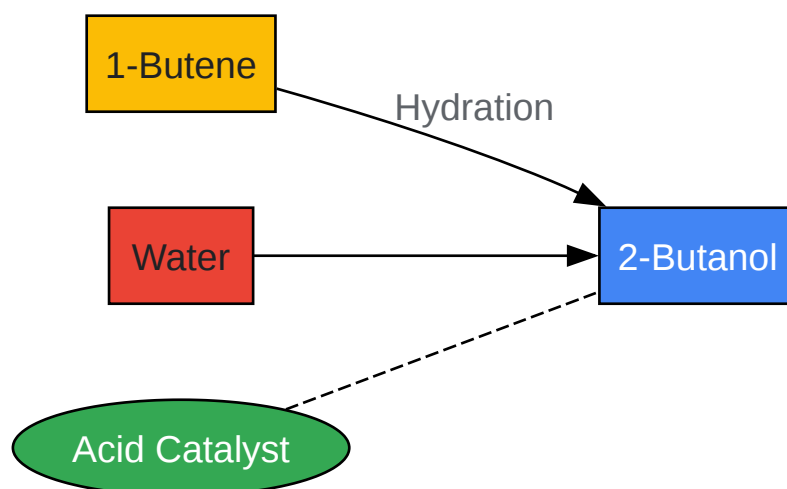 1-Butene
Hydration
Water
2-Butanol
Acid Catalyst